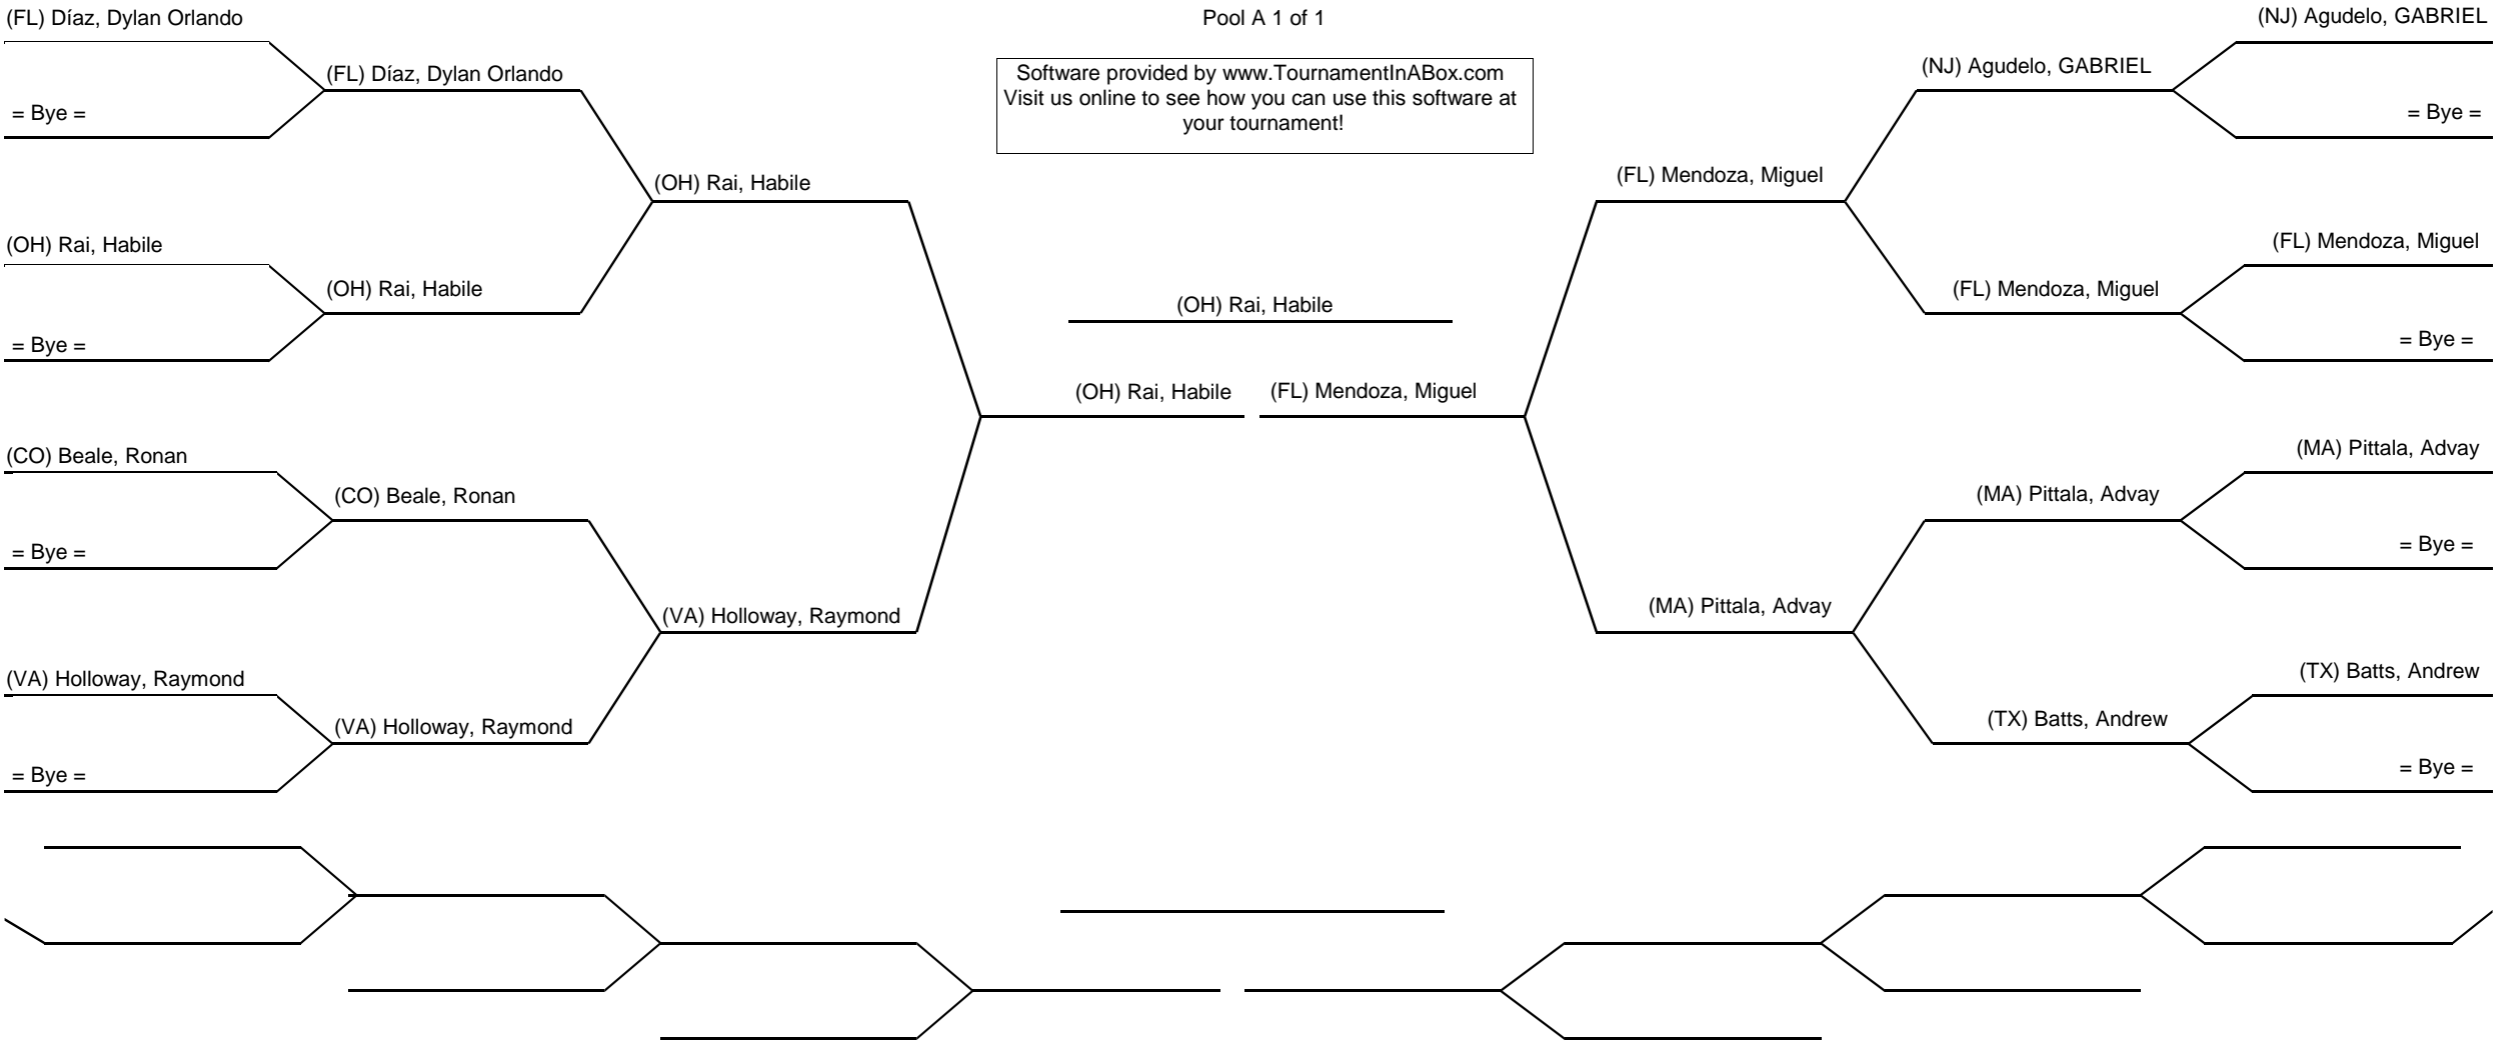 (FL) Díaz, Dylan Orlando
Pool A 1 of 1
(NJ) Agudelo, GABRIEL
(FL) Díaz, Dylan Orlando
Software provided by www.TournamentInABox.com
Visit us online to see how you can use this software at
your tournament!
(NJ) Agudelo, GABRIEL
= Bye =
= Bye =
(OH) Rai, Habile
(FL) Mendoza, Miguel
(OH) Rai, Habile
(FL) Mendoza, Miguel
(OH) Rai, Habile
(OH) Rai, Habile
(FL) Mendoza, Miguel
= Bye =
= Bye =
(OH) Rai, Habile
(FL) Mendoza, Miguel
(CO) Beale, Ronan
(MA) Pittala, Advay
(CO) Beale, Ronan
(MA) Pittala, Advay
= Bye =
= Bye =
(VA) Holloway, Raymond
(MA) Pittala, Advay
(VA) Holloway, Raymond
(TX) Batts, Andrew
(VA) Holloway, Raymond
(TX) Batts, Andrew
= Bye =
= Bye =